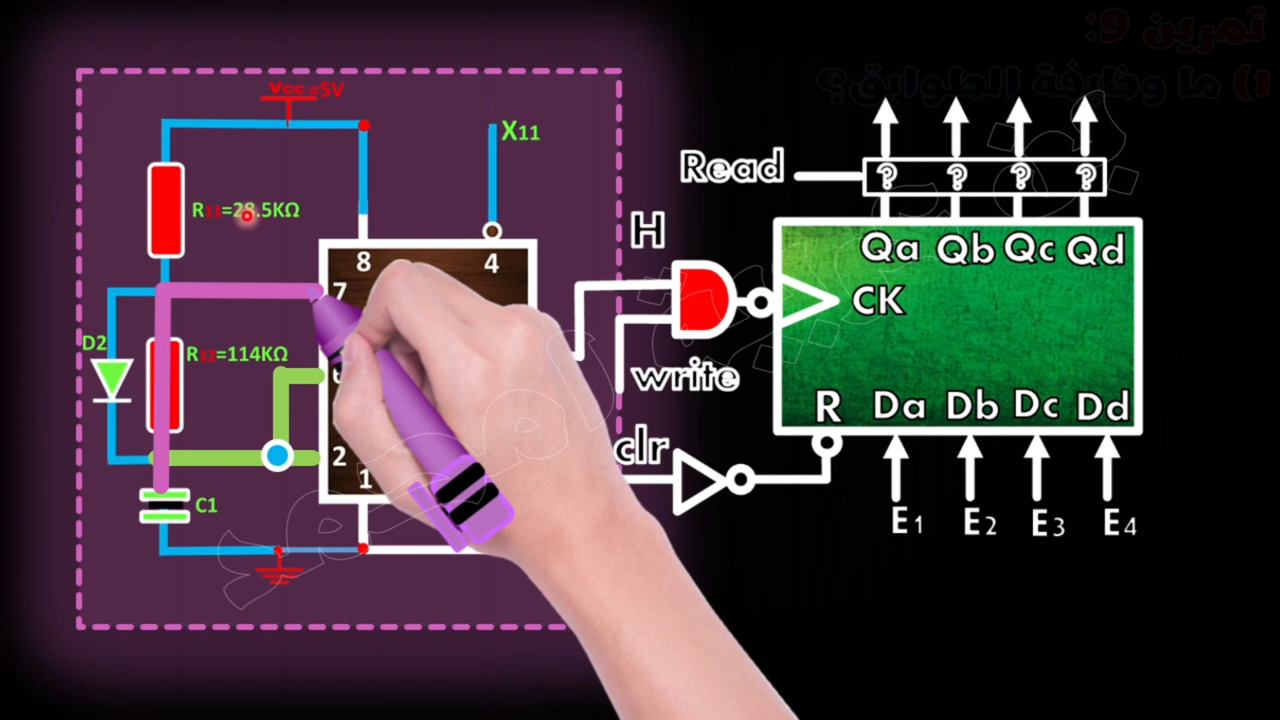 تمرين 9:
1) ما وظيفة الطوابق؟
Vcc=5V
X11
R11=28.5KΩ
8 4
7
D2
R12=114KΩ
2
1
C1
Read
? ? ? ?
H
Qa Qb Qc Qd
CK
write
R Da Db Dc Dd
clr
E1 E2 E3 E4